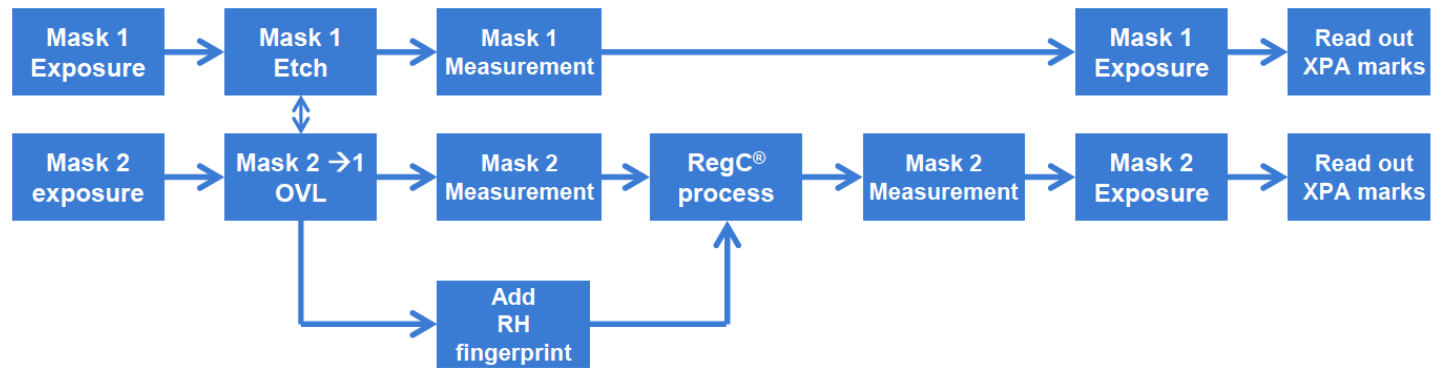 Mask 1
Exposure
Mask 1
Etch
Mask 1
Measurement
Mask 1
Exposure
Read out
XPA marks
Mask 2
exposure
Mask 2 →1
OVL
Mask 2
Measurement
RegC®
process
Mask 2
Measurement
Mask 2
Exposure
Read out
XPA marks
Add
RH
fingerprint